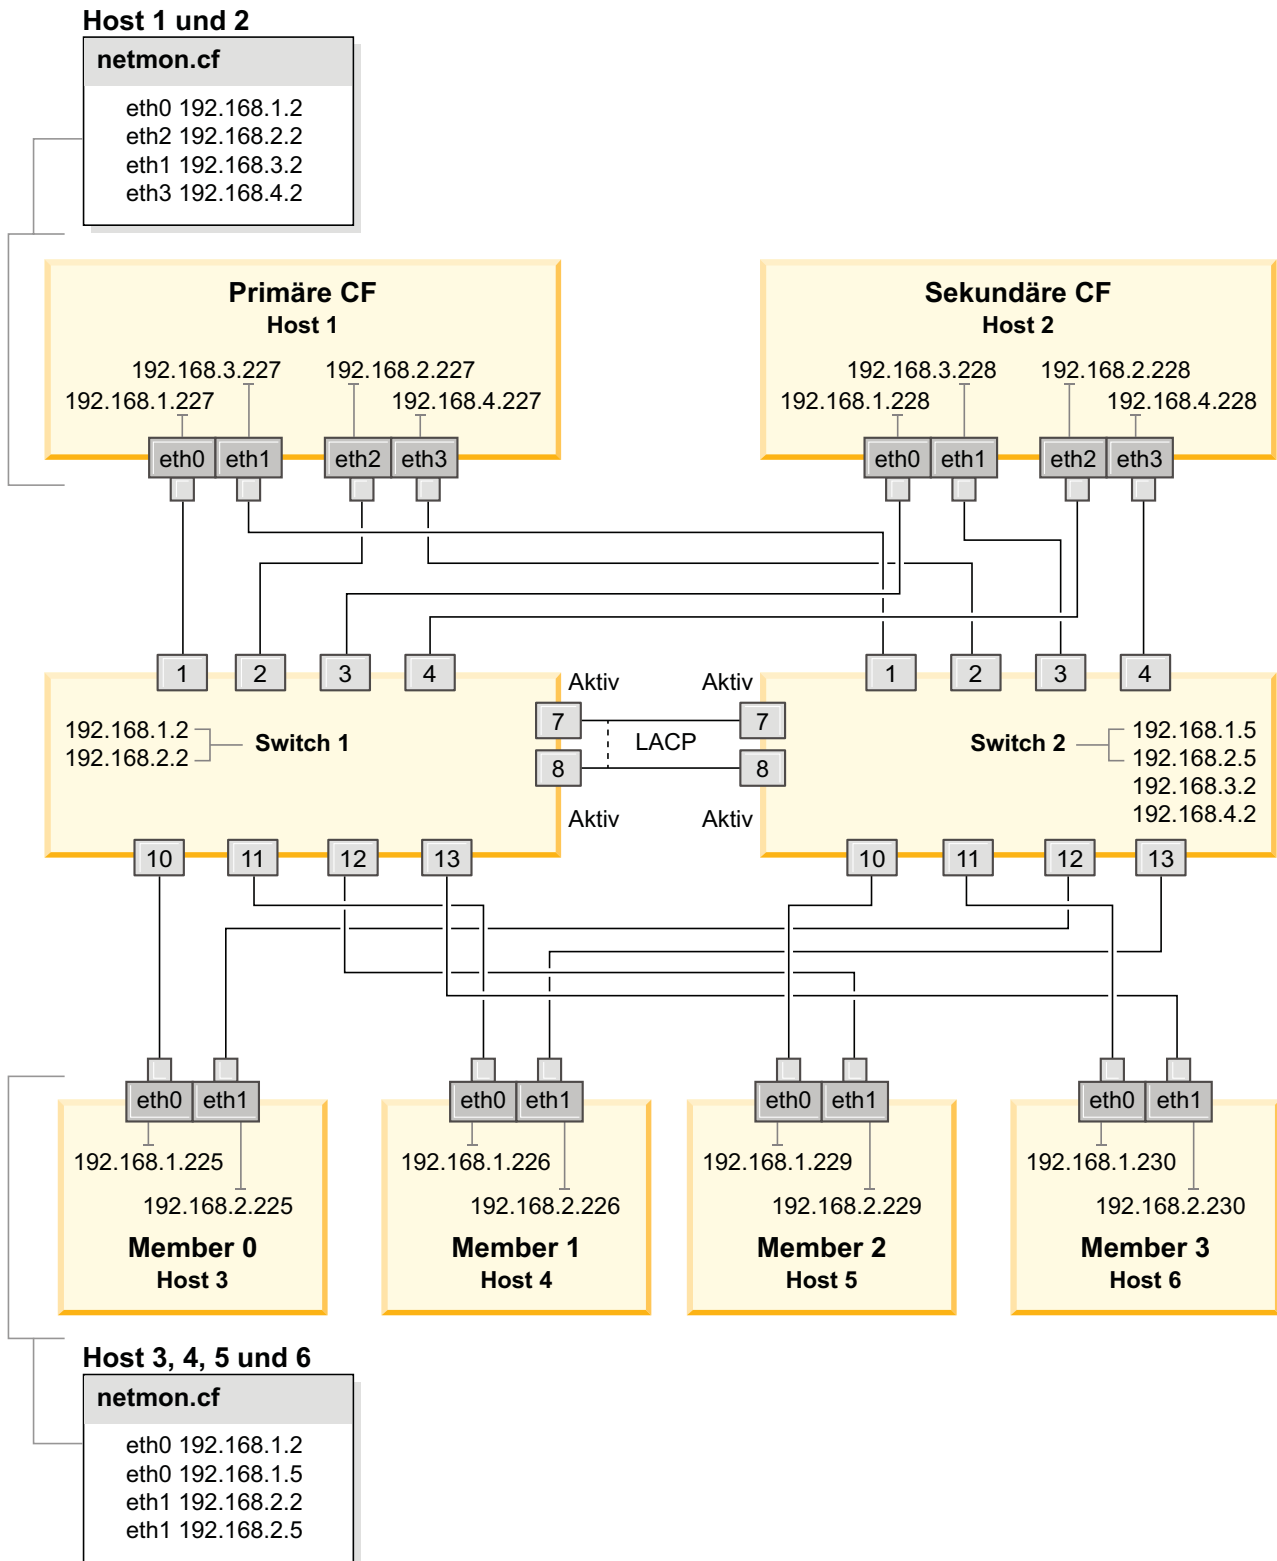 Host 1 und 2
netmon.cf
eth0 192.168.1.2
eth2 192.168.2.2
eth1 192.168.3.2
eth3 192.168.4.2
Primäre CF
Host 1
192.168.3.227
192.168.2.227
192.168.1.227
192.168.4.227
eth0
eth1
eth2
eth3
Sekundäre CF
Host 2
192.168.3.228
192.168.2.228
192.168.1.228
192.168.4.228
eth0
eth1
eth2
eth3
1
2
3
4
Aktiv
7
192.168.1.2
192.168.2.2
Switch 1
8
Aktiv
10
11
12
13
LACP
1
2
3
4
Aktiv
7
Switch 2
192.168.1.5
192.168.2.5
192.168.3.2
192.168.4.2
8
Aktiv
10
11
12
13
eth0
eth1
192.168.1.225
192.168.2.225
Member 0
Host 3
eth0
eth1
192.168.1.226
192.168.2.226
Member 1
Host 4
eth0
eth1
192.168.1.229
192.168.2.229
Member 2
Host 5
eth0
eth1
192.168.1.230
192.168.2.230
Member 3
Host 6
Host 3, 4, 5 und 6
netmon.cf
eth0 192.168.1.2
eth0 192.168.1.5
eth1 192.168.2.2
eth1 192.168.2.5